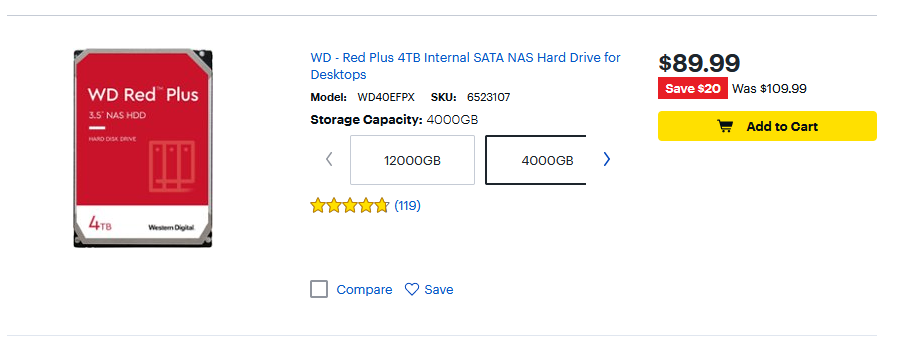 WD Red™ Plus
3.5" NAS HDD
HARD DISK DRIVE
4TB
Western Digital
WD - Red Plus 4TB Internal SATA NAS Hard Drive for
Desktops
Model: WD40EFPX SKU: 6523107
Storage Capacity: 4000GB
12000GB
4000GB
(119)
Compare
Save
$89.99
Save $20 Was $109.99
Add to Cart